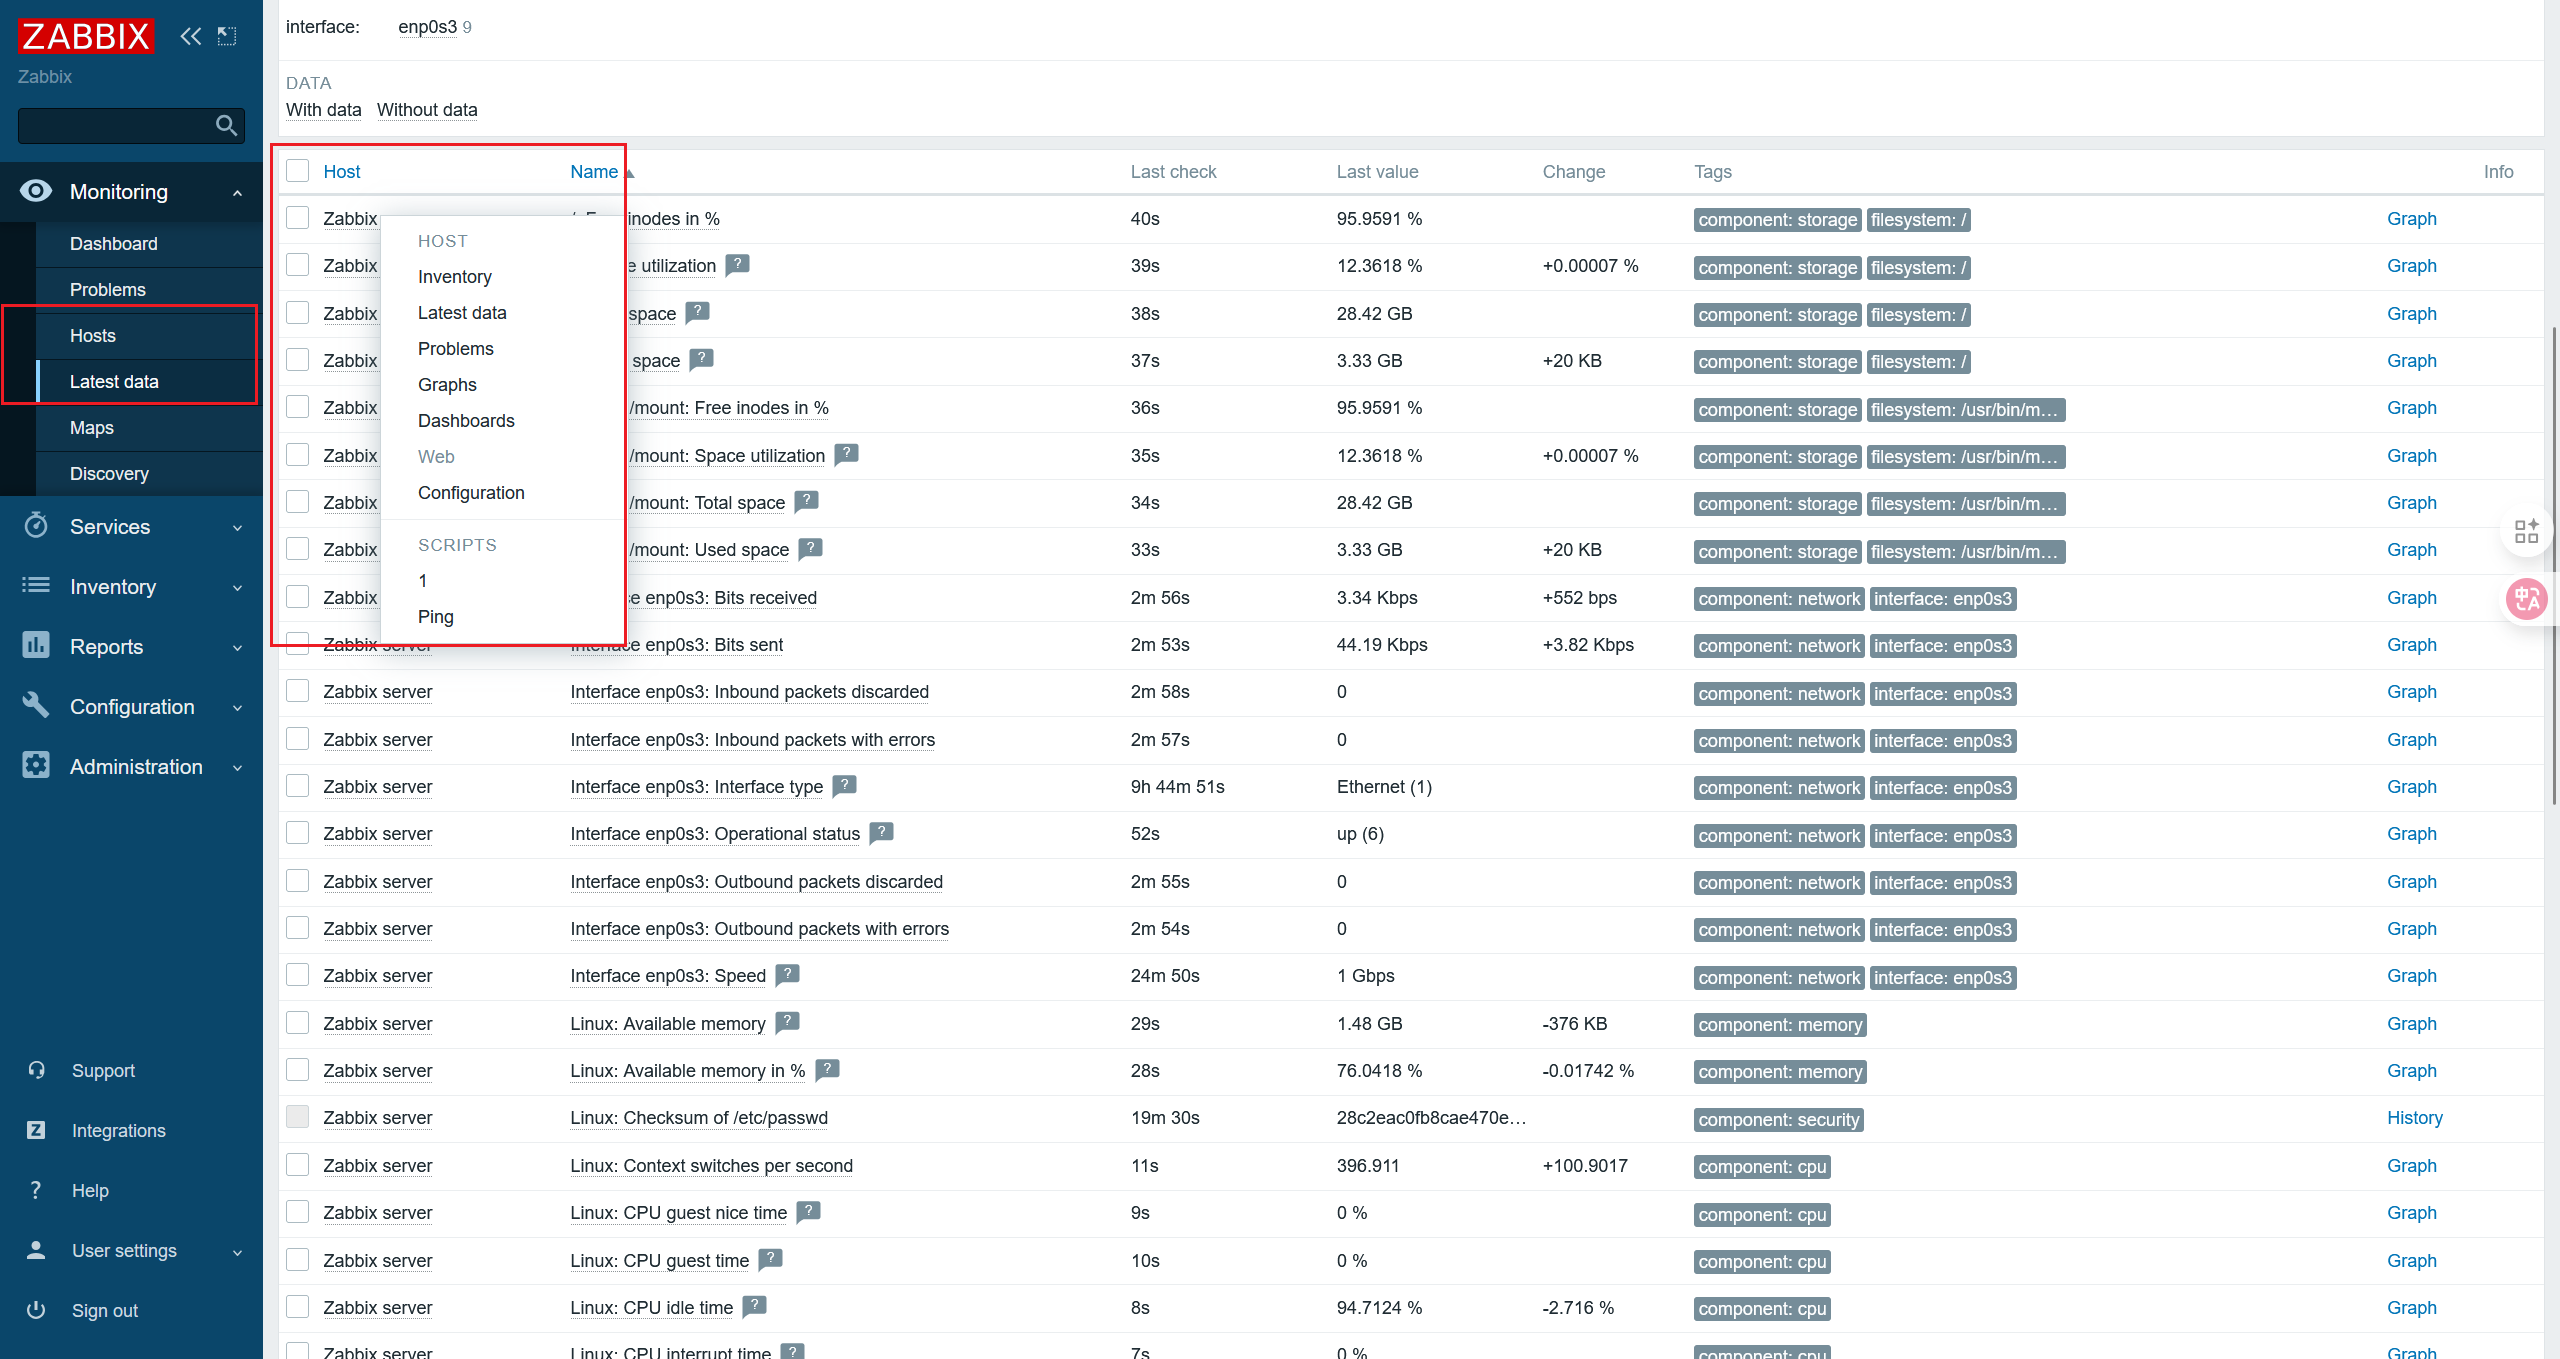 ZABBIX
Zabbix
Monitoring
Dashboard
Problems
Hosts
Latest data
Maps
Discovery
Services
Inventory
Reports
Configuration
Administration
Support
Integrations
Help
User settings
Sign out
interface: enp0s3 9
DATA
With data Without data
Host Name Last check Last value Change Tags Info
Zabbix inodes in % 40s 95.9591 % component: storage filesystem: / Graph
Zabbix utilization ? 39s 12.3618 % +0.00007 % component: storage filesystem: / Graph
Zabbix space ? 38s 28.42 GB component: storage filesystem: / Graph
Zabbix space ? 37s 3.33 GB +20 KB component: storage filesystem: / Graph
Zabbix /mount: Free inodes in % 36s 95.9591 % component: storage filesystem: /usr/bin/m… Graph
Zabbix /mount: Space utilization ? 35s 12.3618 % +0.00007 % component: storage filesystem: /usr/bin/m… Graph
Zabbix /mount: Total space ? 34s 28.42 GB component: storage filesystem: /usr/bin/m… Graph
Zabbix /mount: Used space ? 33s 3.33 GB +20 KB component: storage filesystem: /usr/bin/m… Graph
Zabbix enp0s3: Bits received 2m 56s 3.34 Kbps +552 bps component: network interface: enp0s3 Graph
Zabbix server Interface enp0s3: Bits sent 2m 53s 44.19 Kbps +3.82 Kbps component: network interface: enp0s3 Graph
HOST
Inventory
Latest data
Problems
Graphs
Dashboards
Web
Configuration
SCRIPTS
1
Ping
Zabbix server Interface enp0s3: Inbound packets discarded 2m 58s 0 component: network interface: enp0s3 Graph
Zabbix server Interface enp0s3: Inbound packets with errors 2m 57s 0 component: network interface: enp0s3 Graph
Zabbix server Interface enp0s3: Interface type ? 9h 44m 51s Ethernet (1) component: network interface: enp0s3 Graph
Zabbix server Interface enp0s3: Operational status ? 52s up (6) component: network interface: enp0s3 Graph
Zabbix server Interface enp0s3: Outbound packets discarded 2m 55s 0 component: network interface: enp0s3 Graph
Zabbix server Interface enp0s3: Outbound packets with errors 2m 54s 0 component: network interface: enp0s3 Graph
Zabbix server Interface enp0s3: Speed ? 24m 50s 1 Gbps component: network interface: enp0s3 Graph
Zabbix server Linux: Available memory ? 29s 1.48 GB -376 KB component: memory Graph
Zabbix server Linux: Available memory in % ? 28s 76.0418 % -0.01742 % component: memory Graph
Zabbix server Linux: Checksum of /etc/passwd 19m 30s 28c2eac0fb8cae470e… component: security History
Zabbix server Linux: Context switches per second 11s 396.911 +100.9017 component: cpu Graph
Zabbix server Linux: CPU guest nice time ? 9s 0 % component: cpu Graph
Zabbix server Linux: CPU guest time ? 10s 0 % component: cpu Graph
Zabbix server Linux: CPU idle time ? 8s 94.7124 % -2.716 % component: cpu Graph
Zabbix server Linux: CPU interrupt time ? 7s 0 % component: cpu Graph
中A